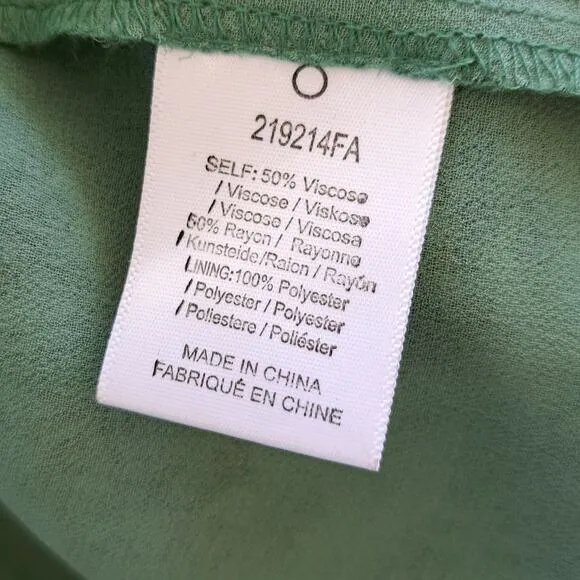 219214FA
SELF: 50% Viscose
/ Viscose / Viskose
/ Viscose / Viscosa
50% Rayon / Rayonne
/ Kunsteide/Raion / Rayún
LINING:100% Polyester
/ Polyester / Polyester
/ Poliestere / Poliéster
MADE IN CHINA
FABRIQUÉ EN CHINE